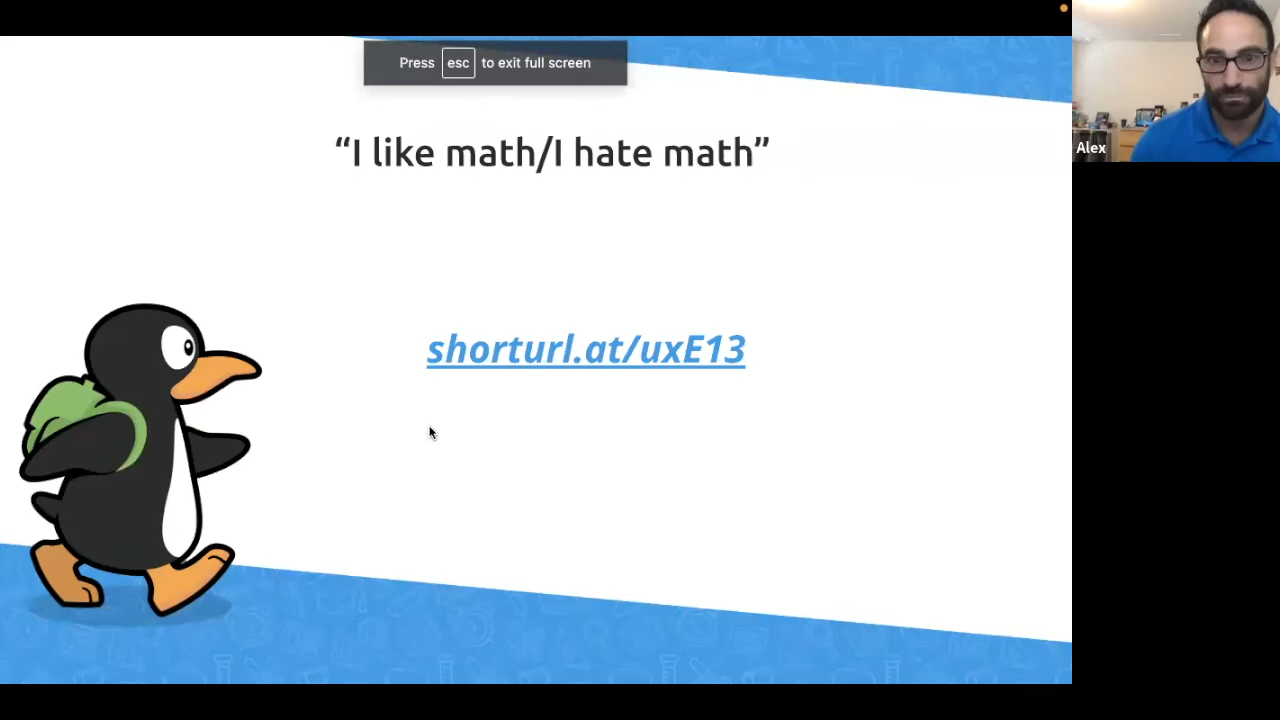 Press esc to exit full screen
“I like math/I hate math”
shorturl.at/uxE13
Alex